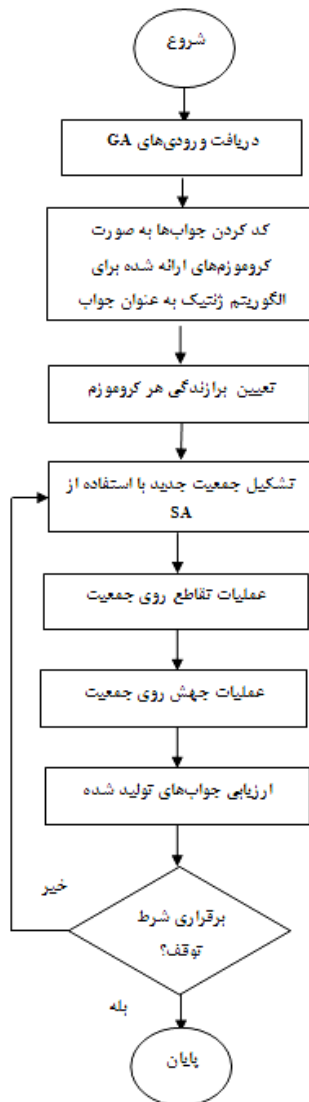 شروع
دریافت ورودی‌های GA
کد کردن جواب‌ها به صورت
کروموزم‌های ارائه شده برای
الگوریتم ژنتیک به عنوان جواب
تعیین برازندگی هر کروموزم
تشکیل جمعیت جدید با استفاده از
SA
عملیات تقاطع روی جمعیت
عملیات جهش روی جمعیت
ارزیابی جواب‌های تولید شده
خیر
برقراری شرط
توقف؟
بله
پایان